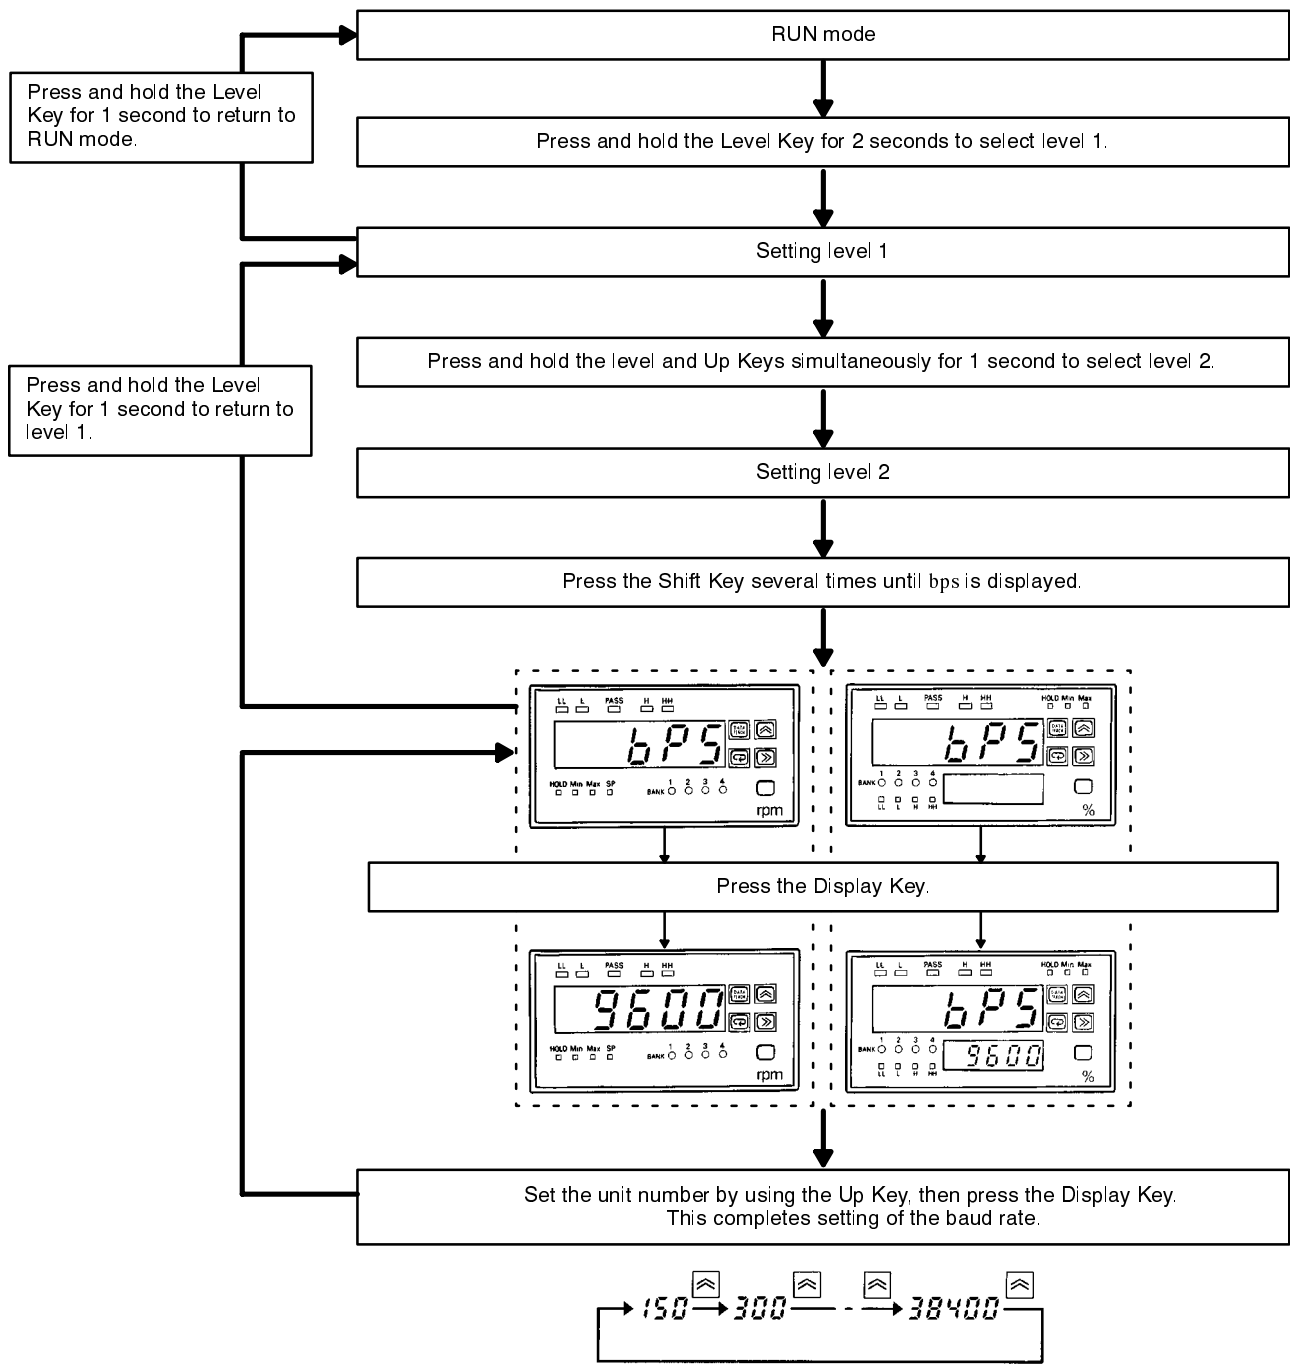 RUN mode
Press and hold the Level
Key for 1 second to return to
RUN mode.
Press and hold the Level Key for 2 seconds to select level 1.
Setting level 1
Press and hold the level and Up Keys simultaneously for 1 second to select level 2.
Press and hold the Level
Key for 1 second to return to
level 1.
Setting level 2
Press the Shift Key several times until bps is displayed.
LL L PASS H HH
bPS
HOLD Min Max SP
BANK 1 2 3 4
rpm
LL L PASS H HH HOLD Min Max
bPS
BANK 1 2 3 4
LL L H HH
%
Press the Display Key.
LL L PASS H HH
9600
HOLD Min Max SP
BANK 1 2 3 4
rpm
LL L PASS H HH HOLD Min Max
bPS
BANK 1 2 3 4
9600
LL L H HH
%
Set the unit number by using the Up Key, then press the Display Key.
This completes setting of the baud rate.
150 300 38400